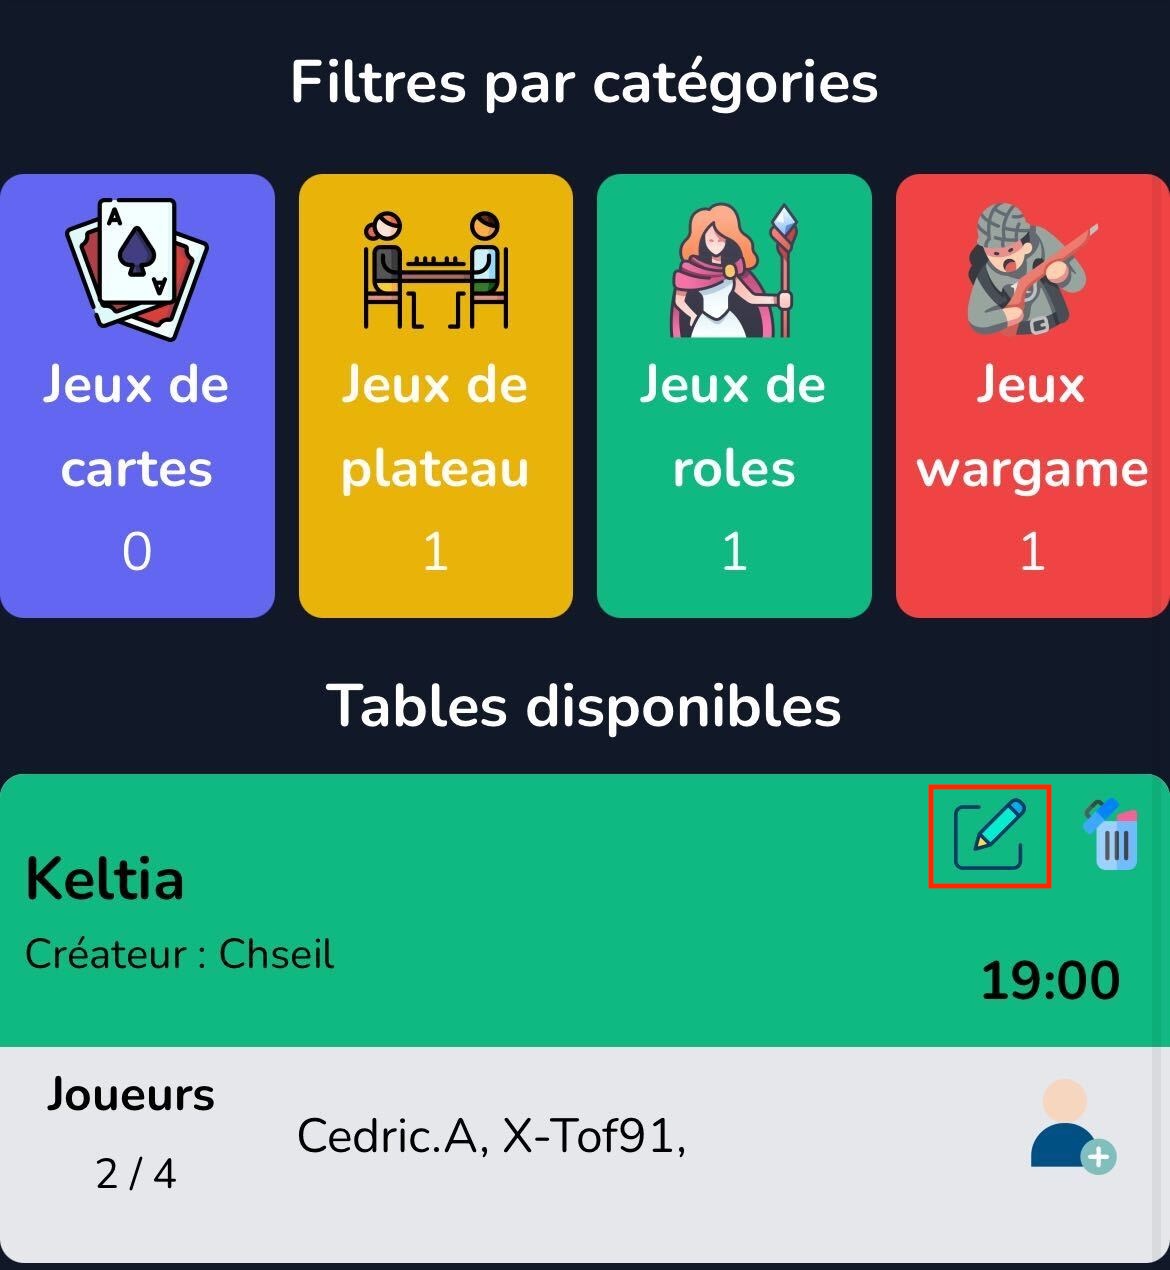 Filtres par catégories
A
A
Jeux de
cartes
0
Jeux de
plateau
1
Jeux de
roles
1
Jeux
wargame
1
Tables disponibles
Keltia
Créateur : Chseil
19:00
Joueurs
2 / 4
Cedric.A, X-Tof91,